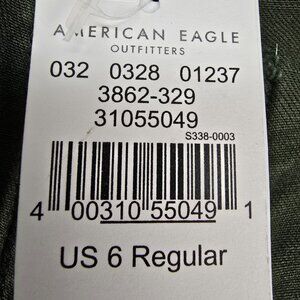 AMERICAN EAGLE
OUTFITTERS
032 0328 01237
3862-329
31055049
S338-0003
4 00310 55049 1
US 6 Regular